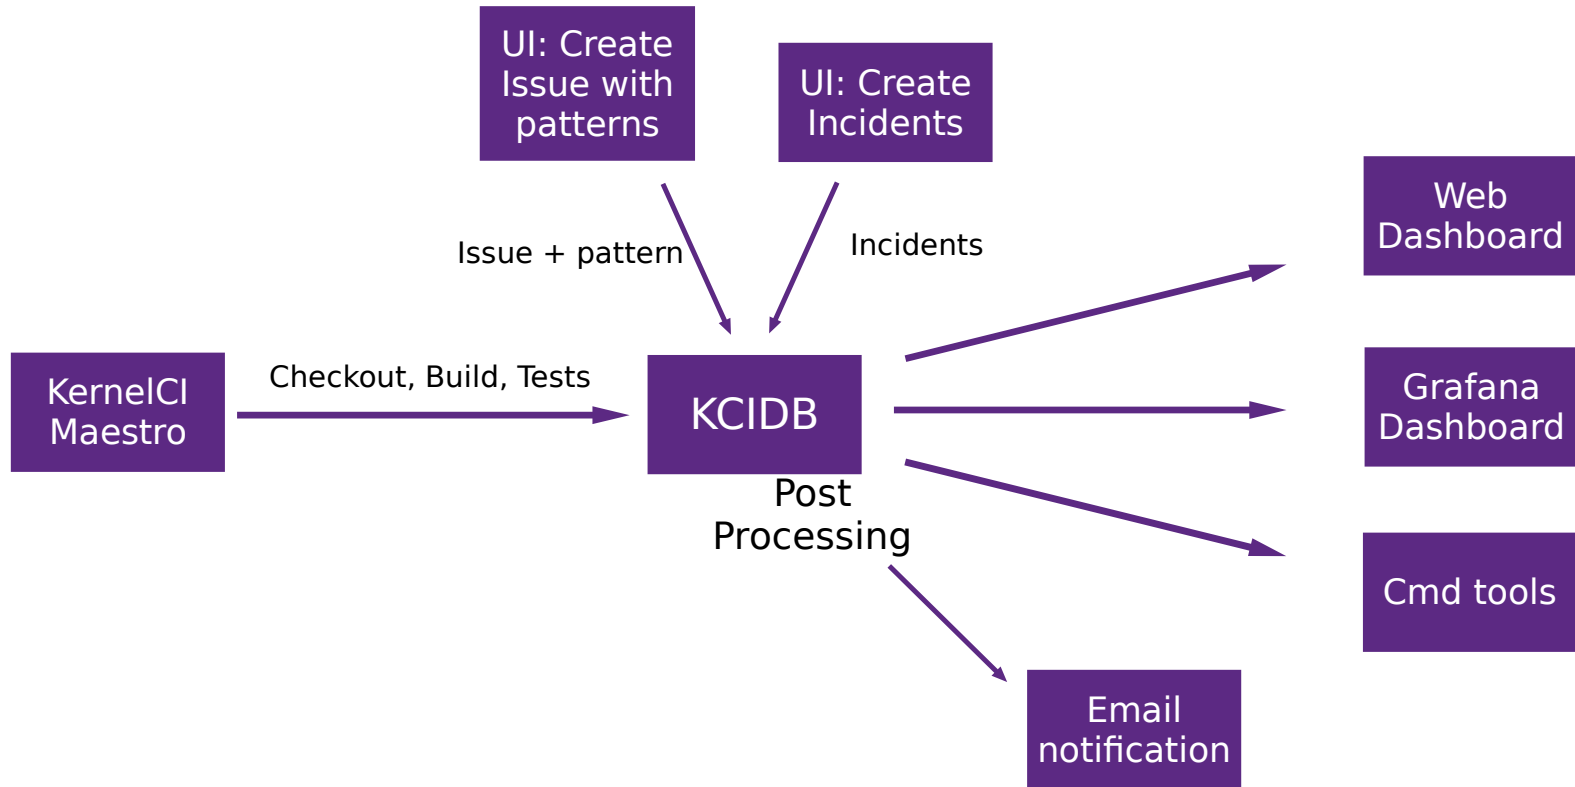 UI: Create
Issue with
patterns
UI: Create
Incidents
Issue + pattern
Incidents
Web
Dashboard
KernelCI
Maestro
Checkout, Build, Tests
KCIDB
Post
Processing
Grafana
Dashboard
Cmd tools
Email
notification